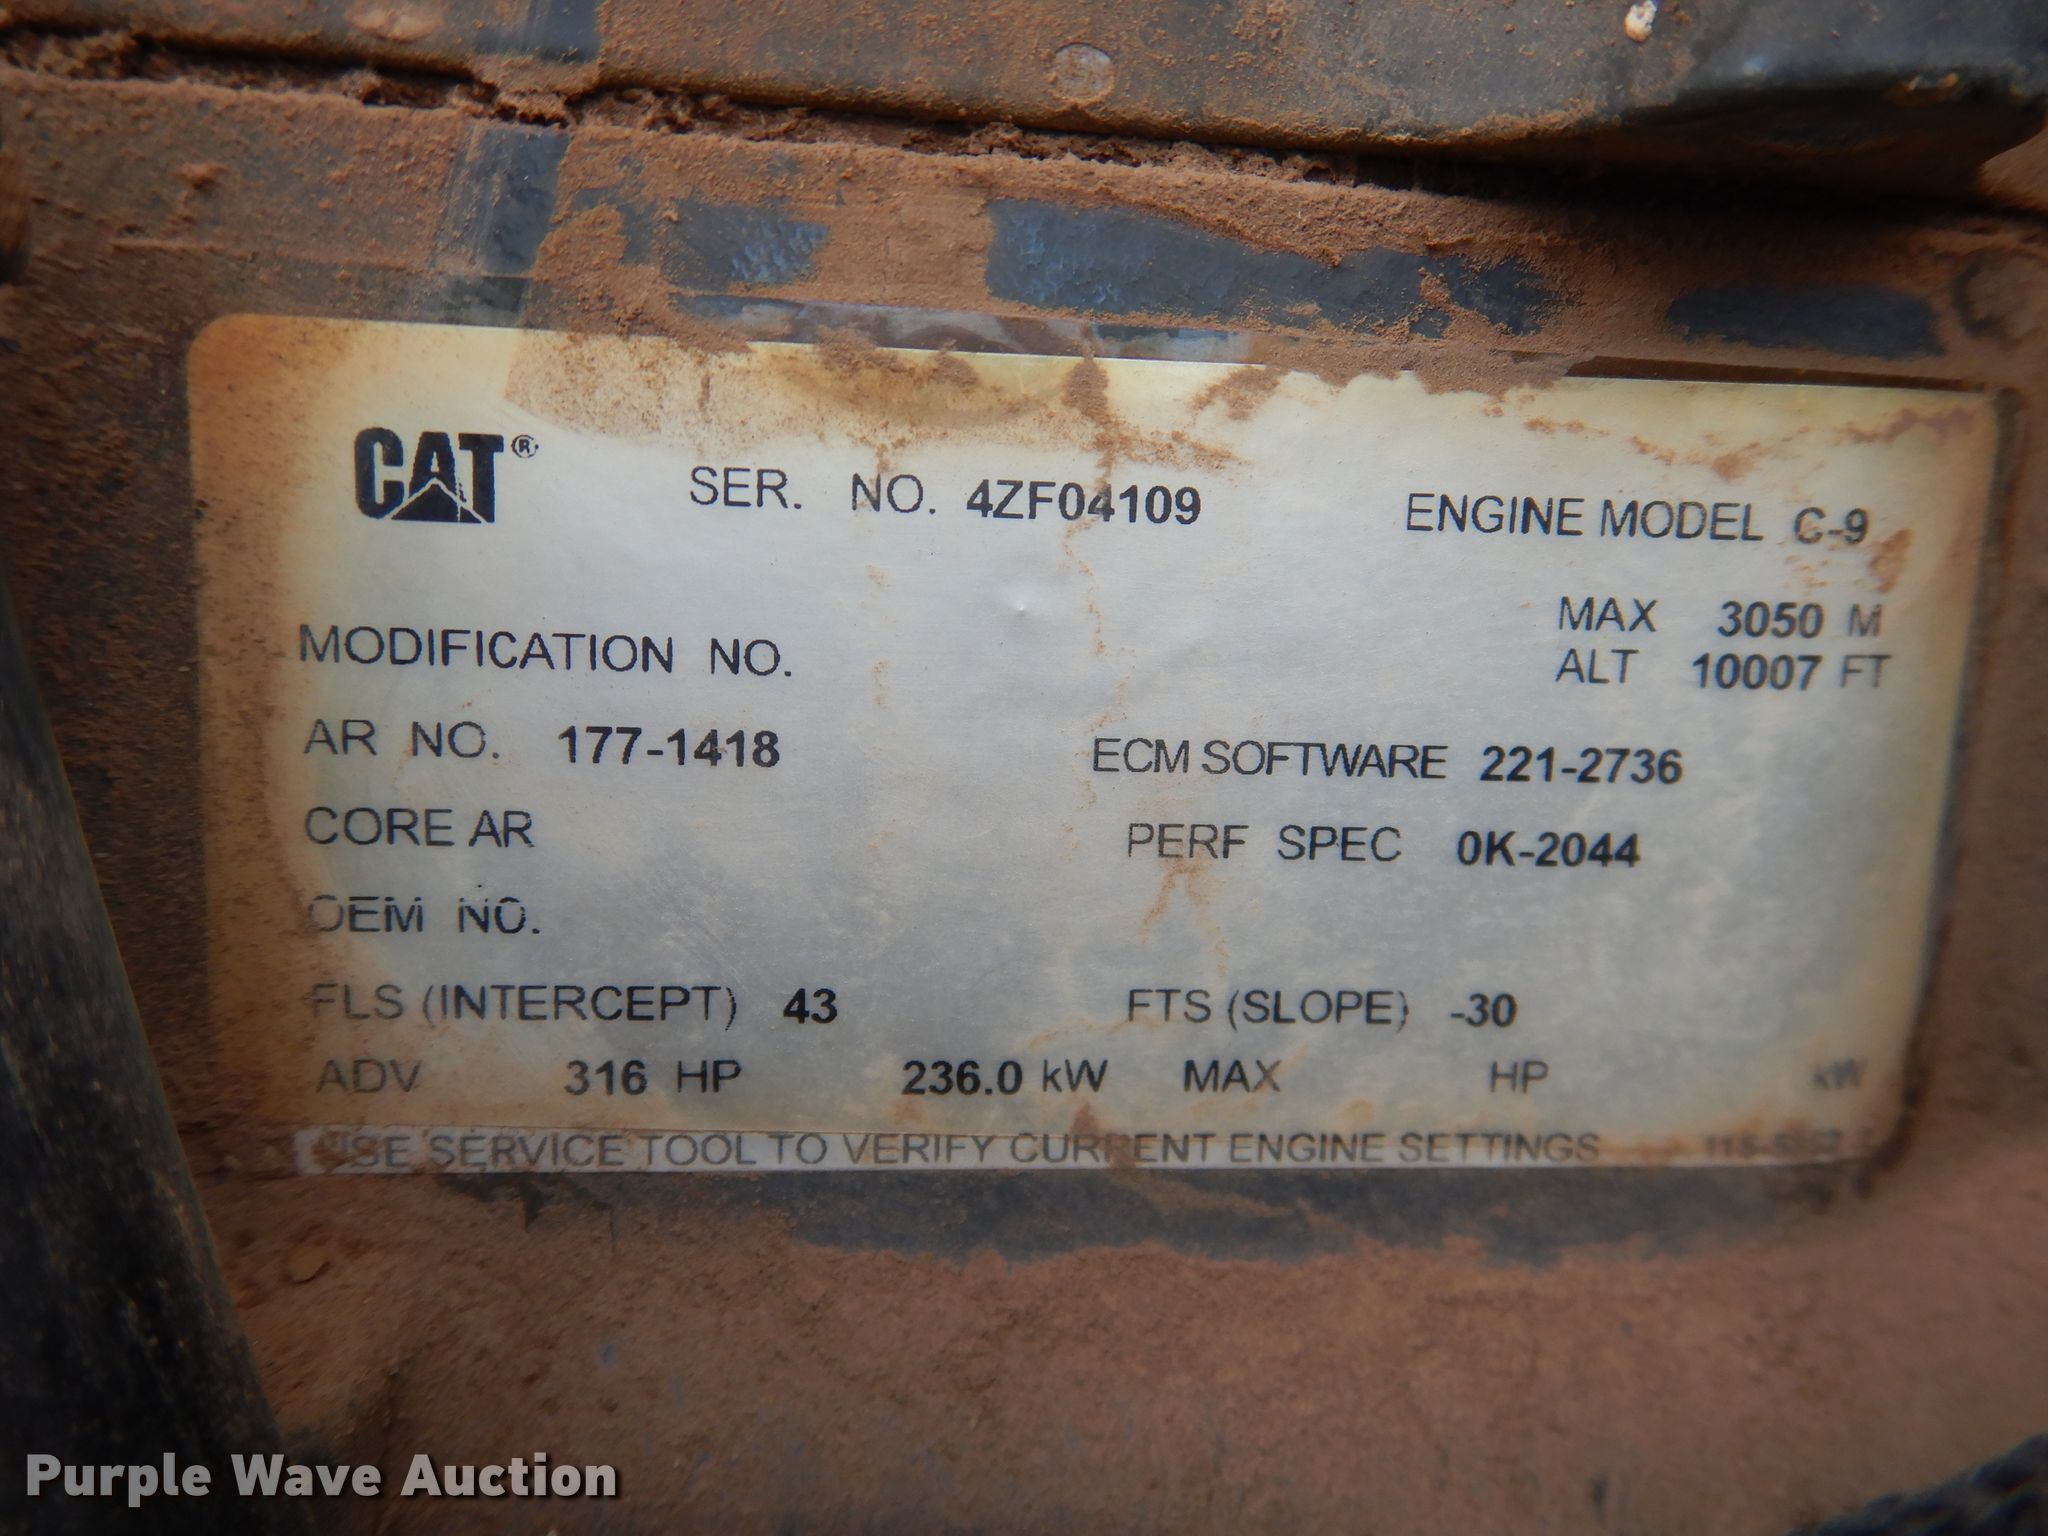 CAT®
SER. NO. 4ZF04109
ENGINE MODEL C-9
MAX 3050 M
ALT 10007 FT
MODIFICATION NO.
AR NO. 177-1418
ECM SOFTWARE 221-2736
CORE AR
PERF SPEC 0K-2044
OEM NO.
FLS (INTERCEPT) 43
FTS (SLOPE) -30
ADV 316 HP 236.0 kW MAX HP kW
USE SERVICE TOOL TO VERIFY CURRENT ENGINE SETTINGS
Purple Wave Auction